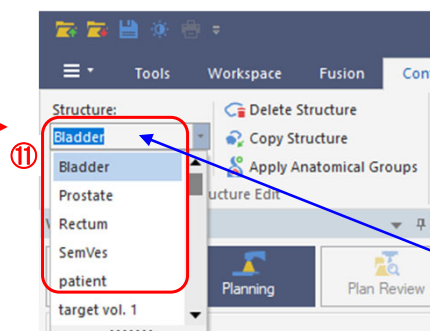 Tools Workspace Fusion Con
Structure:
Bladder
Delete Structure
Copy Structure
Apply Anatomical Groups
ucture Edit
⑪
Bladder
Prostate
Rectum
SemVes
patient
target vol. 1
Planning
Plan Review